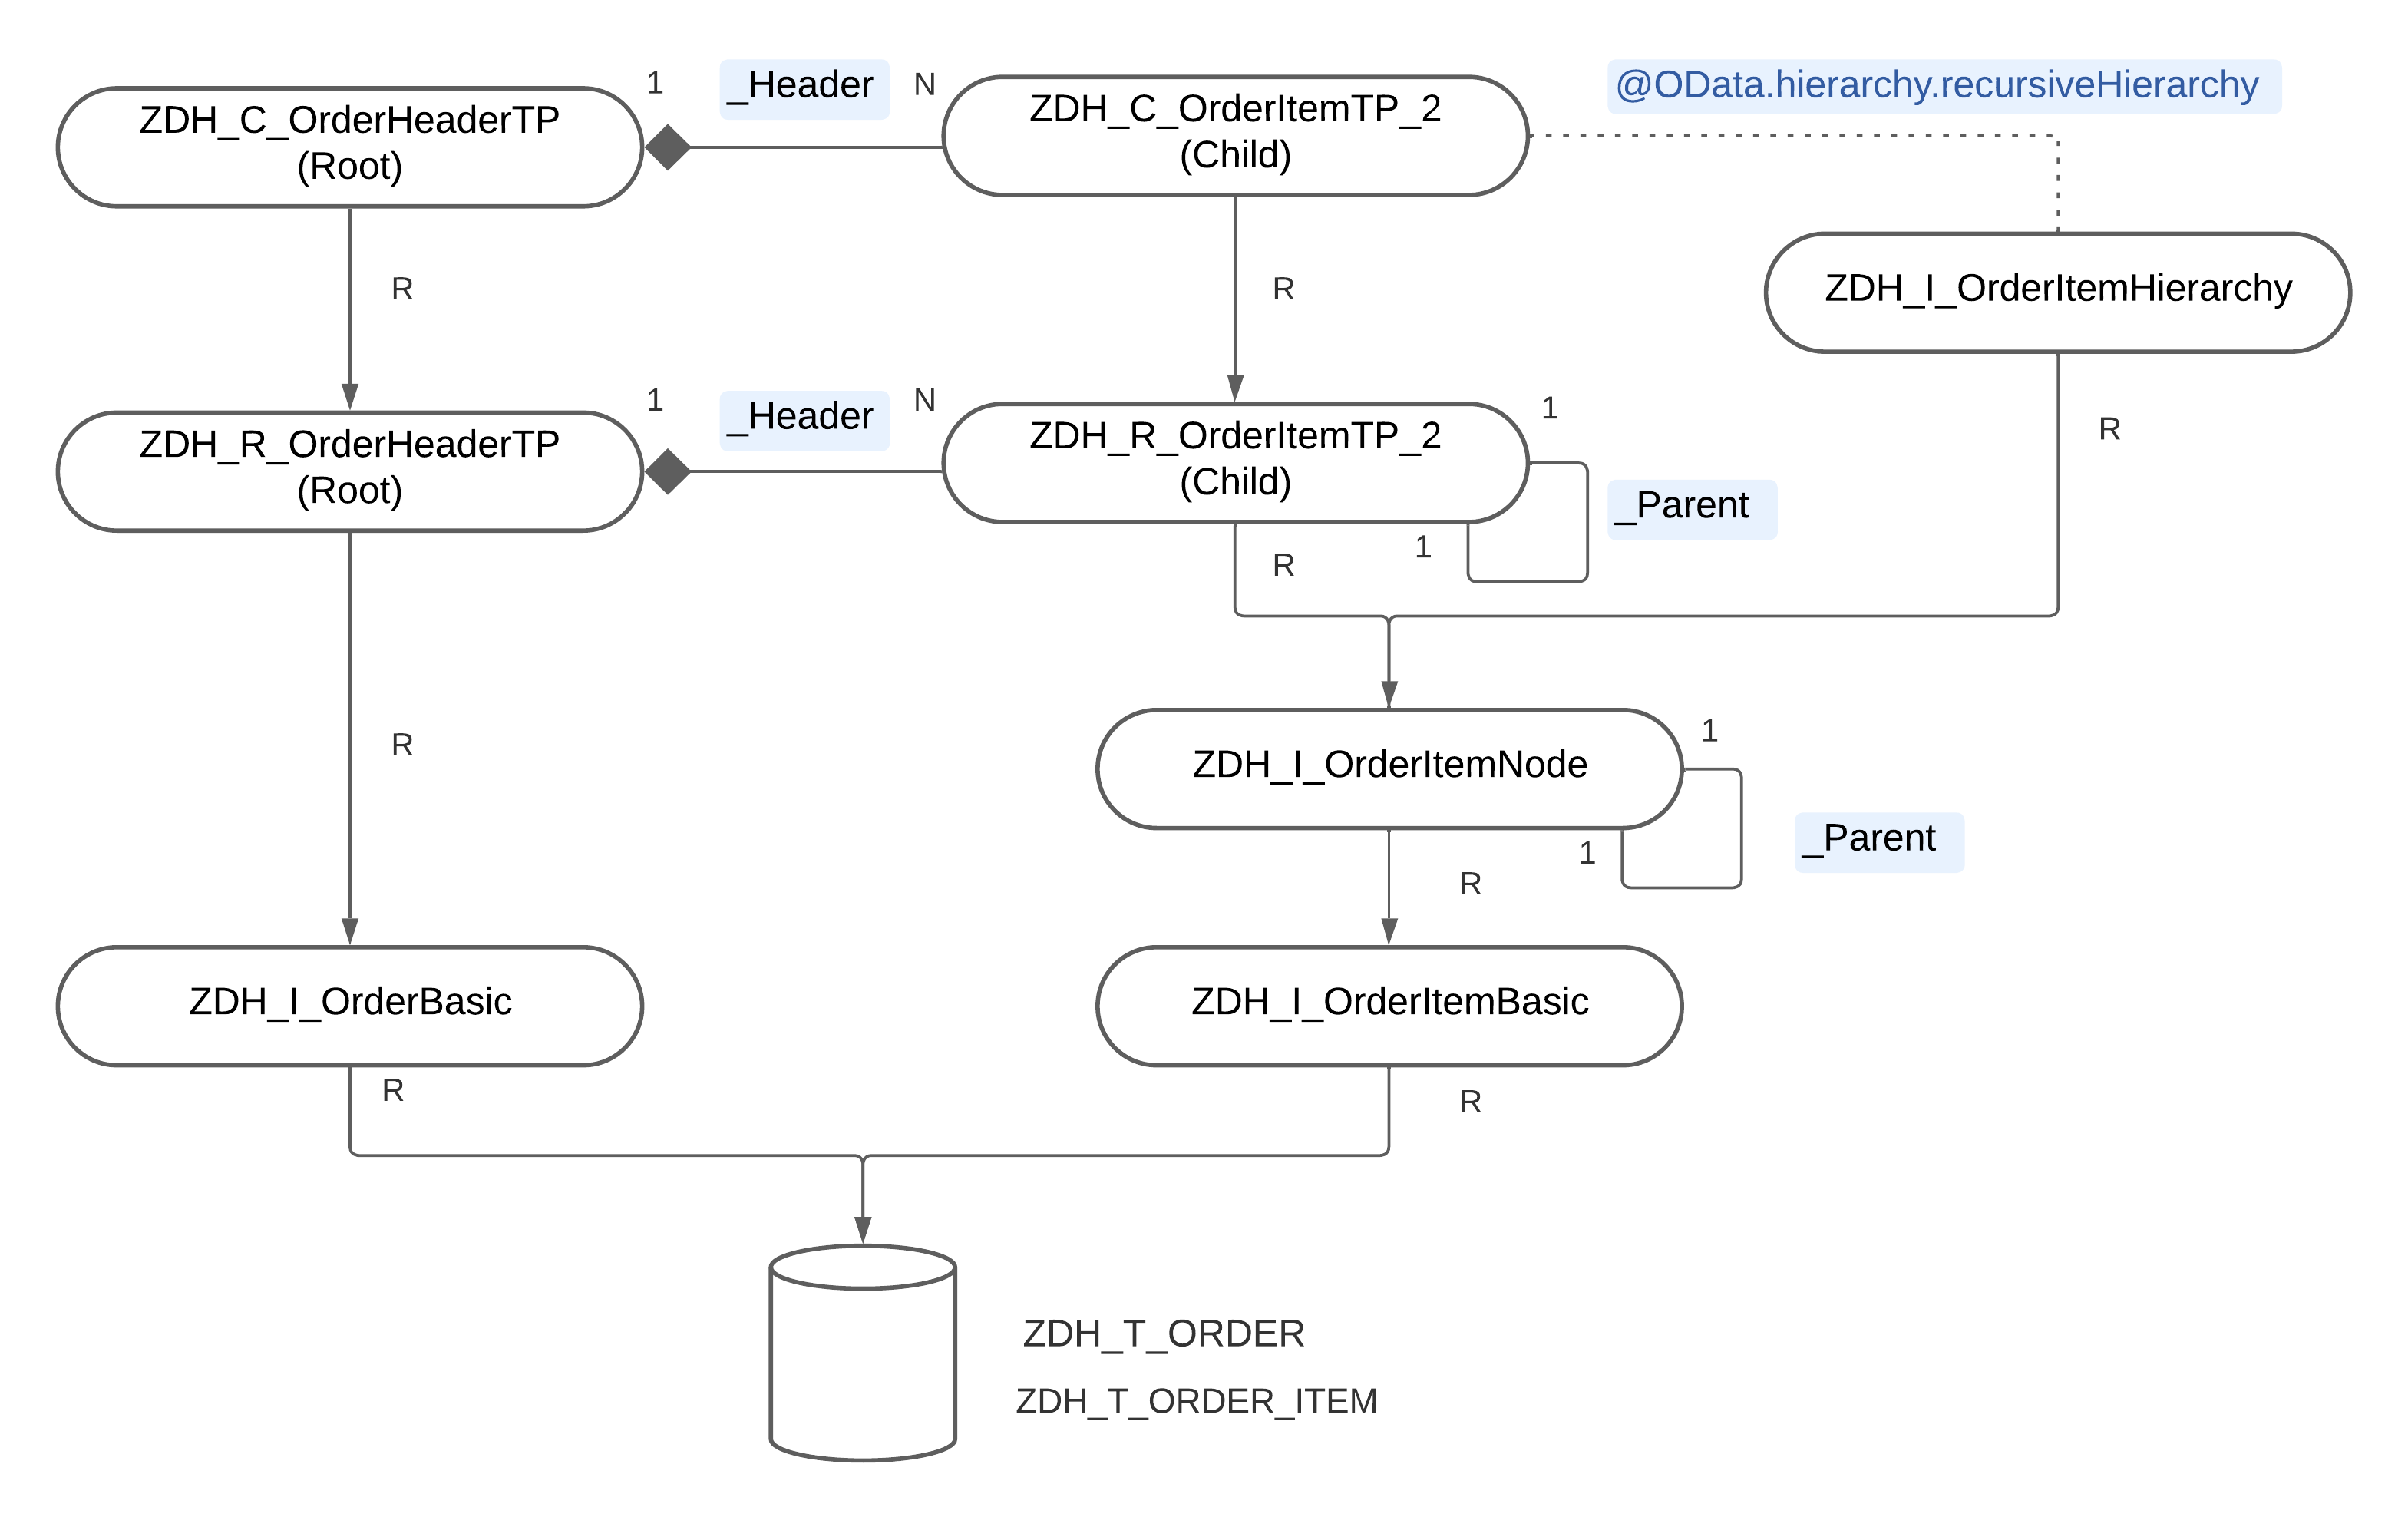 1
_Header
N
@OData.hierarchy.recursiveHierarchy
ZDH_C_OrderHeaderTP
(Root)
ZDH_C_OrderItemTP_2
(Child)
R
R
ZDH_I_OrderItemHierarchy
1
_Header
N
1
R
ZDH_R_OrderHeaderTP
(Root)
ZDH_R_OrderItemTP_2
(Child)
_Parent
R
1
R
1
ZDH_I_OrderItemNode
_Parent
1
R
ZDH_I_OrderBasic
ZDH_I_OrderItemBasic
R
R
ZDH_T_ORDER
ZDH_T_ORDER_ITEM